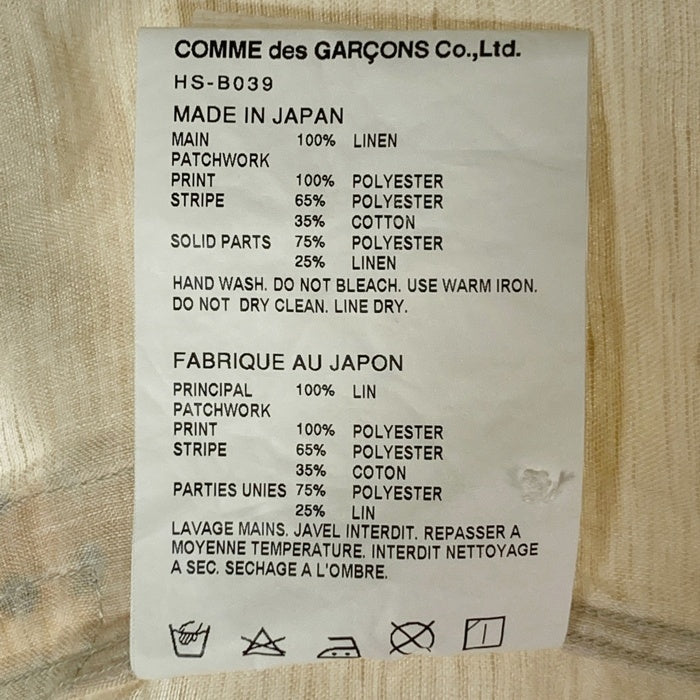 COMME des GARÇONS Co.,Ltd.
HS-B039
MADE IN JAPAN
MAIN 100% LINEN
PATCHWORK
PRINT 100% POLYESTER
STRIPE 65% POLYESTER
35% COTTON
SOLID PARTS 75% POLYESTER
25% LINEN
HAND WASH. DO NOT BLEACH. USE WARM IRON.
DO NOT DRY CLEAN. LINE DRY.
FABRIQUE AU JAPON
PRINCIPAL 100% LIN
PATCHWORK
PRINT 100% POLYESTER
STRIPE 65% POLYESTER
35% COTON
PARTIES UNIES 75% POLYESTER
25% LIN
LAVAGE MAINS. JAVEL INTERDIT. REPASSER A
MOYENNE TEMPERATURE. INTERDIT NETTOYAGE
A SEC. SECHAGE A L'OMBRE.